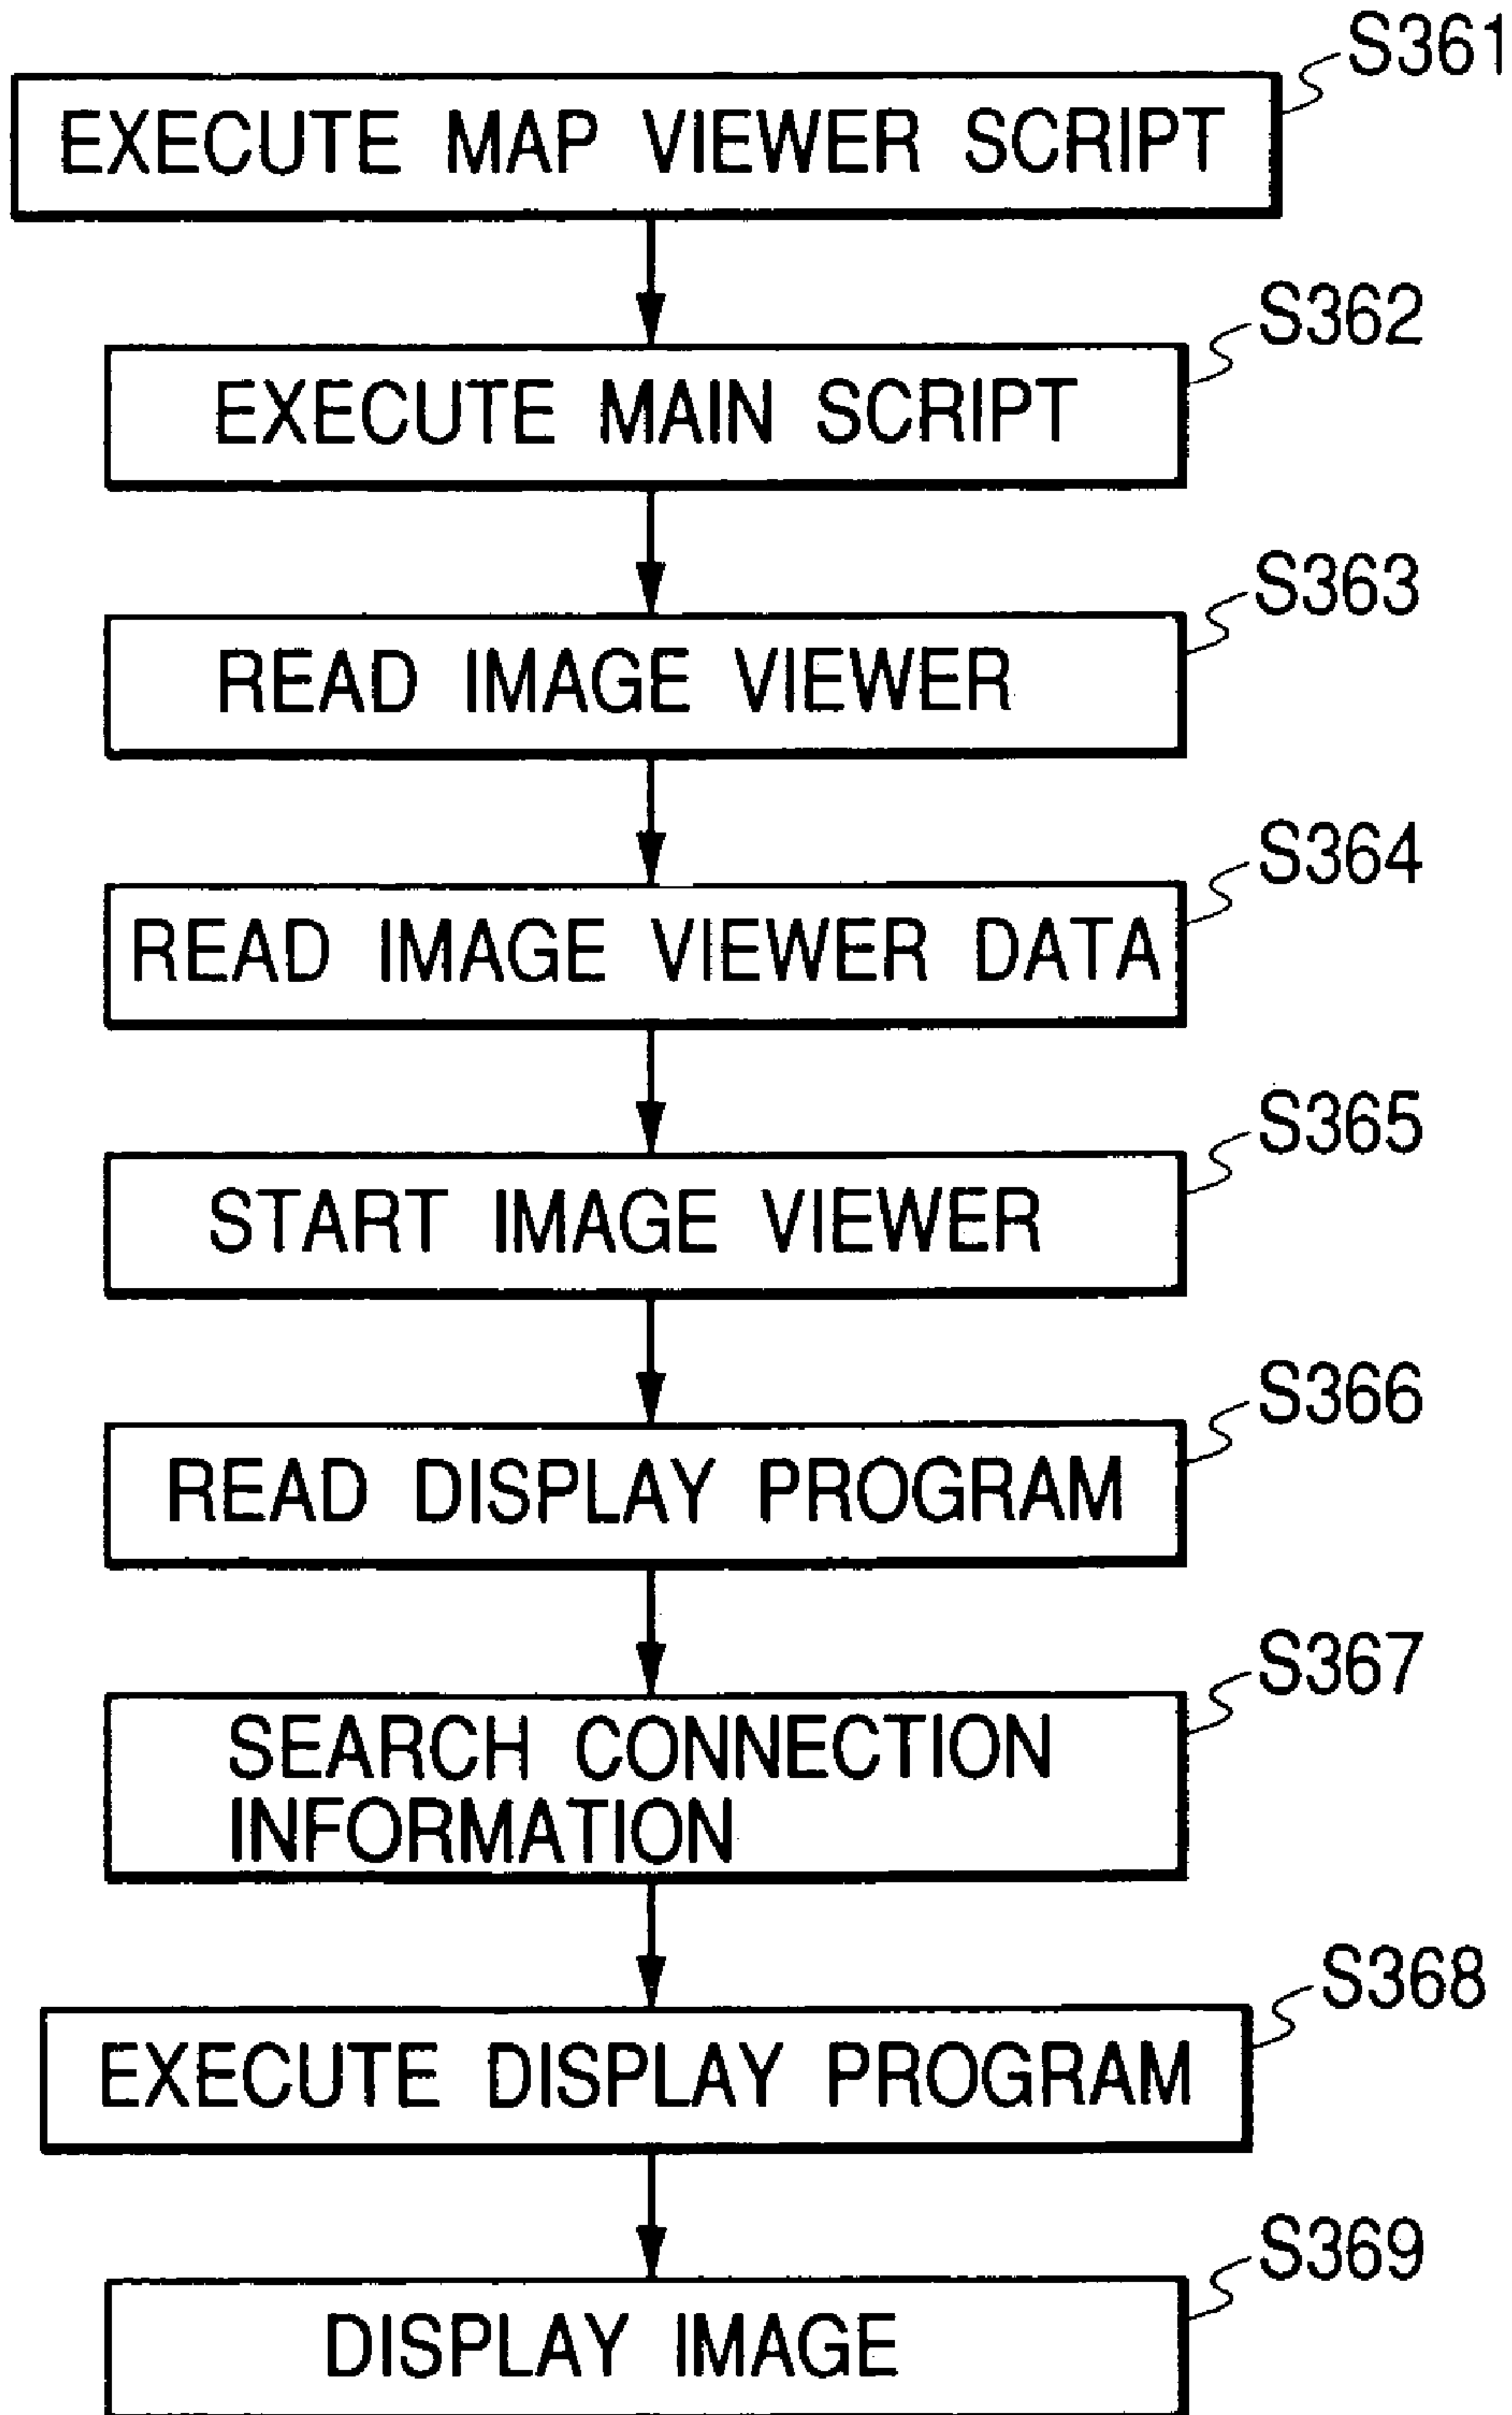 S361
EXECUTE MAP VIEWER SCRIPT
S362
EXECUTE MAIN SCRIPT
S363
READ IMAGE VIEWER
S364
READ IMAGE VIEWER DATA
S365
START IMAGE VIEWER
S366
READ DISPLAY PROGRAM
S367
SEARCH CONNECTION
INFORMATION
S368
EXECUTE DISPLAY PROGRAM
S369
DISPLAY IMAGE